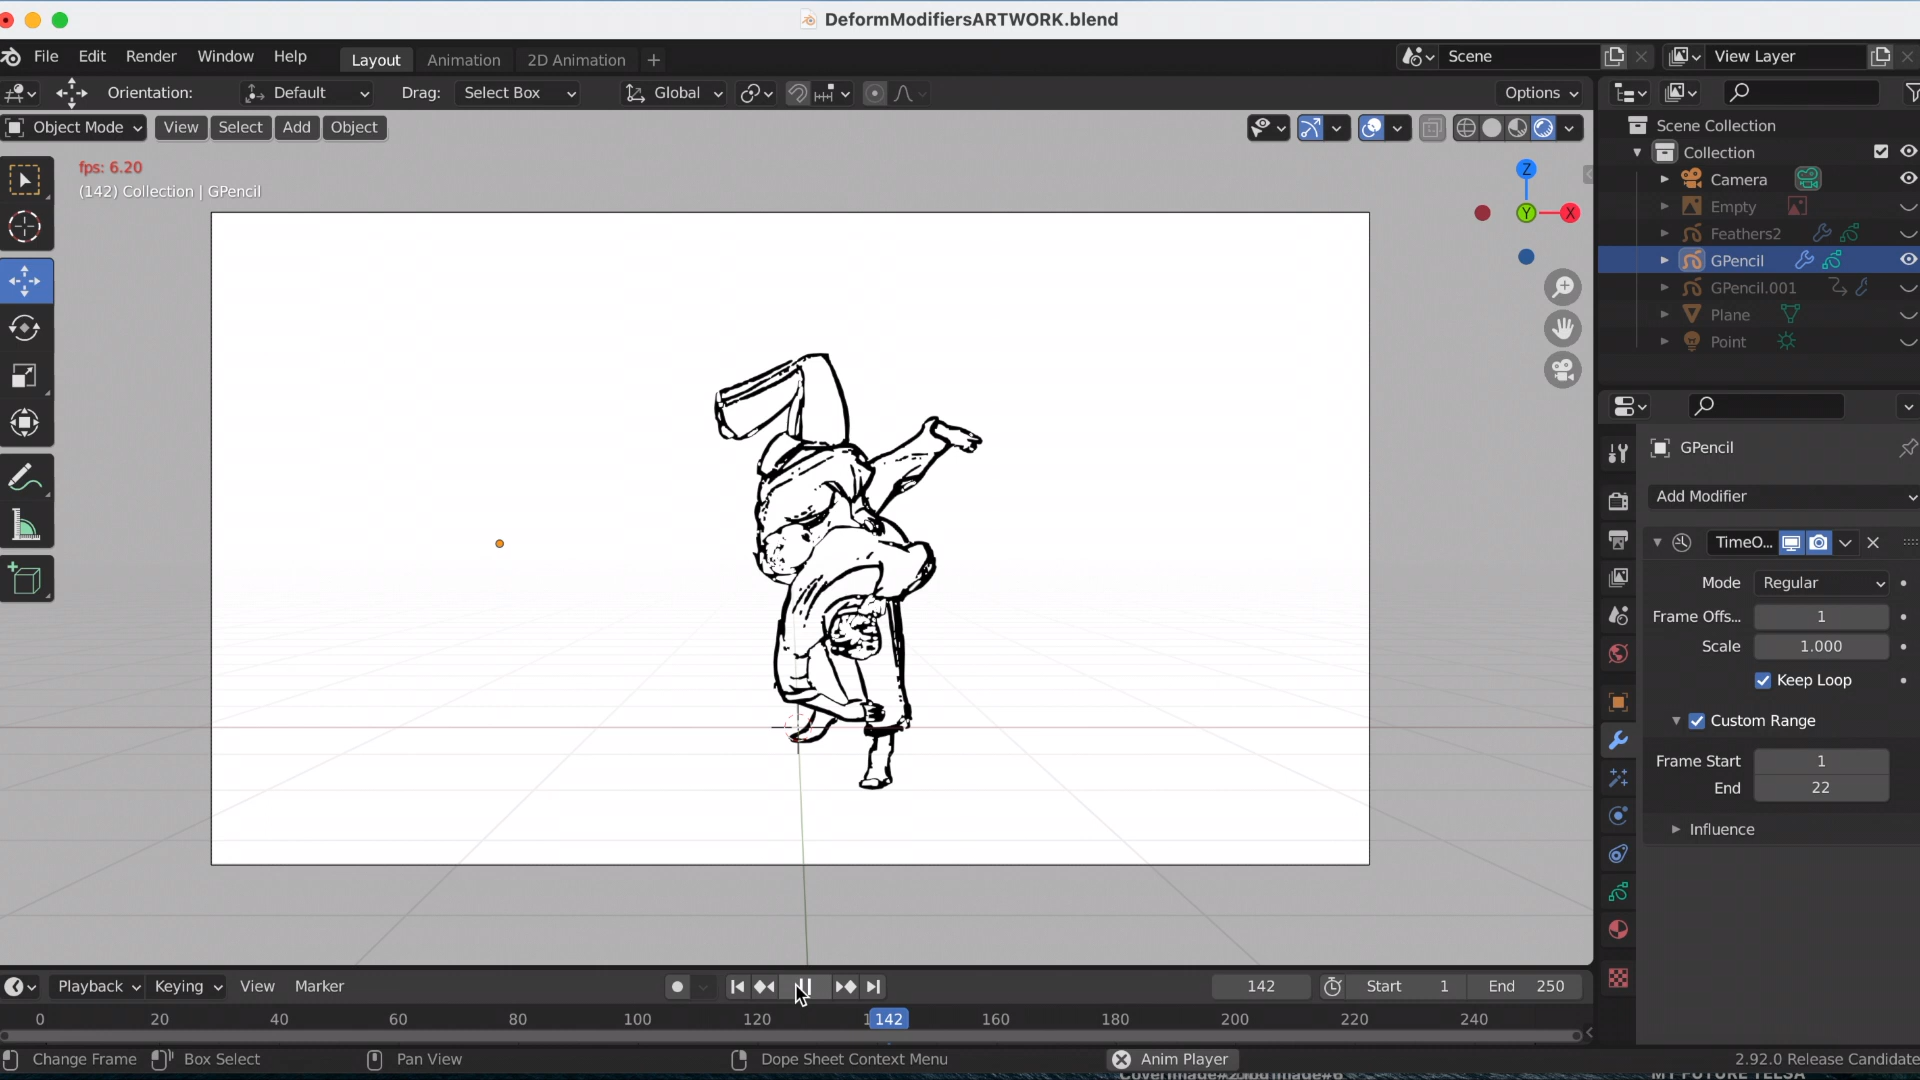 DeformModifiersARTWORK.blend
File Edit Render Window Help Layout Animation 2D Animation + Scene View Layer
Orientation: Default Drag: Select Box Global Options
Object Mode View Select Add Object
fps: 6.20
(142) Collection | GPencil
Z
Y
X
Scene Collection
Collection
Camera
Empty
Feathers2
GPencil
GPencil.001
Plane
Point
GPencil
Add Modifier
TimeO...
Mode Regular
Frame Offs... 1
Scale 1.000
Keep Loop
Custom Range
Frame Start 1
End 22
Influence
Playback Keying View Marker 142 Start 1 End 250
0 20 40 60 80 100 120 142 160 180 200 220 240
Change Frame Box Select Pan View Dope Sheet Context Menu Anim Player 2.92.0 Release Candidate